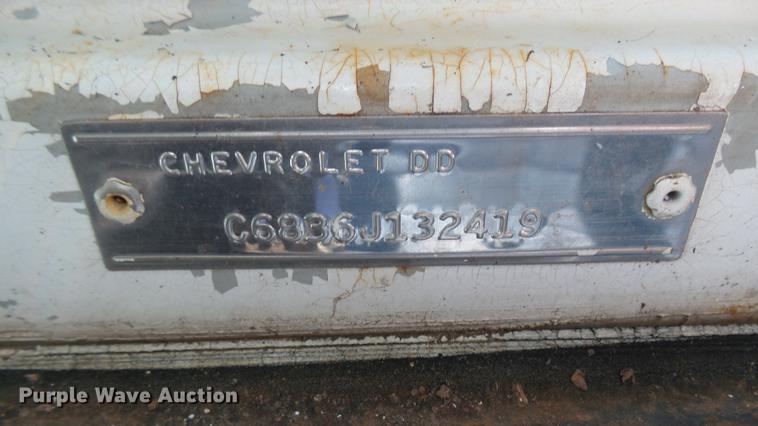 CHEVROLET DD
C6836J132419
Purple Wave Auction